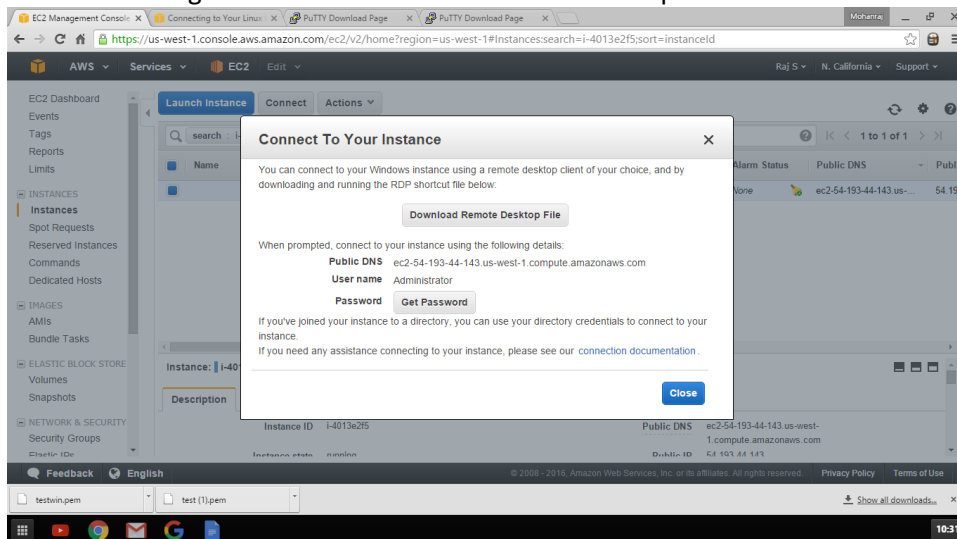 EC2 Management Console
Connecting to Your Linux
PuTTY Download Page
PuTTY Download Page
Mohanraj
https://us-west-1.console.aws.amazon.com/ec2/v2/home?region=us-west-1#Instances:search=i-4013e2f5;sort=instanceId
AWS Services EC2 Edit Raj S N. California Support
EC2 Dashboard
Events
Tags
Reports
Limits
INSTANCES
Instances
Spot Requests
Reserved Instances
Commands
Dedicated Hosts
IMAGES
AMIs
Bundle Tasks
ELASTIC BLOCK STORE
Volumes
Snapshots
NETWORK & SECURITY
Security Groups
Elastic IPs
Launch Instance Connect Actions
search : i-
1 to 1 of 1
Name Alarm Status Public DNS Publ
None ec2-54-193-44-143.us-... 54.19
Connect To Your Instance
You can connect to your Windows instance using a remote desktop client of your choice, and by
downloading and running the RDP shortcut file below:
Download Remote Desktop File
When prompted, connect to your instance using the following details:
Public DNS ec2-54-193-44-143.us-west-1.compute.amazonaws.com
User name Administrator
Password Get Password
If you've joined your instance to a directory, you can use your directory credentials to connect to your
instance.
If you need any assistance connecting to your instance, please see our connection documentation.
Close
Instance: i-40
Description
Instance ID i-4013e2f5 Public DNS ec2-54-193-44-143.us-west-
1.compute.amazonaws.com
Instance state running Public IP 54.193.44.143
Feedback English © 2008 - 2016, Amazon Web Services, Inc. or its affiliates. All rights reserved. Privacy Policy Terms of Use
testwin.pem test (1).pem Show all downloads...
10:31